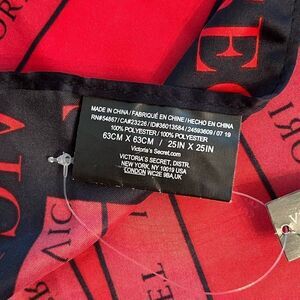 MADE IN CHINA / FABRIQUÉ EN CHINE / HECHO EN CHINA
RN#54867 / CA#23226 / ID#36013584 / 24593609 / 07 19
100% POLYESTER / 100% POLYESTER
63CM X 63CM / 25IN X 25IN
Victoria's Secret.com
VICTORIA'S SECRET, DISTR.
NEW YORK, NY 10019 USA
LONDON WC2E 9BA,UK